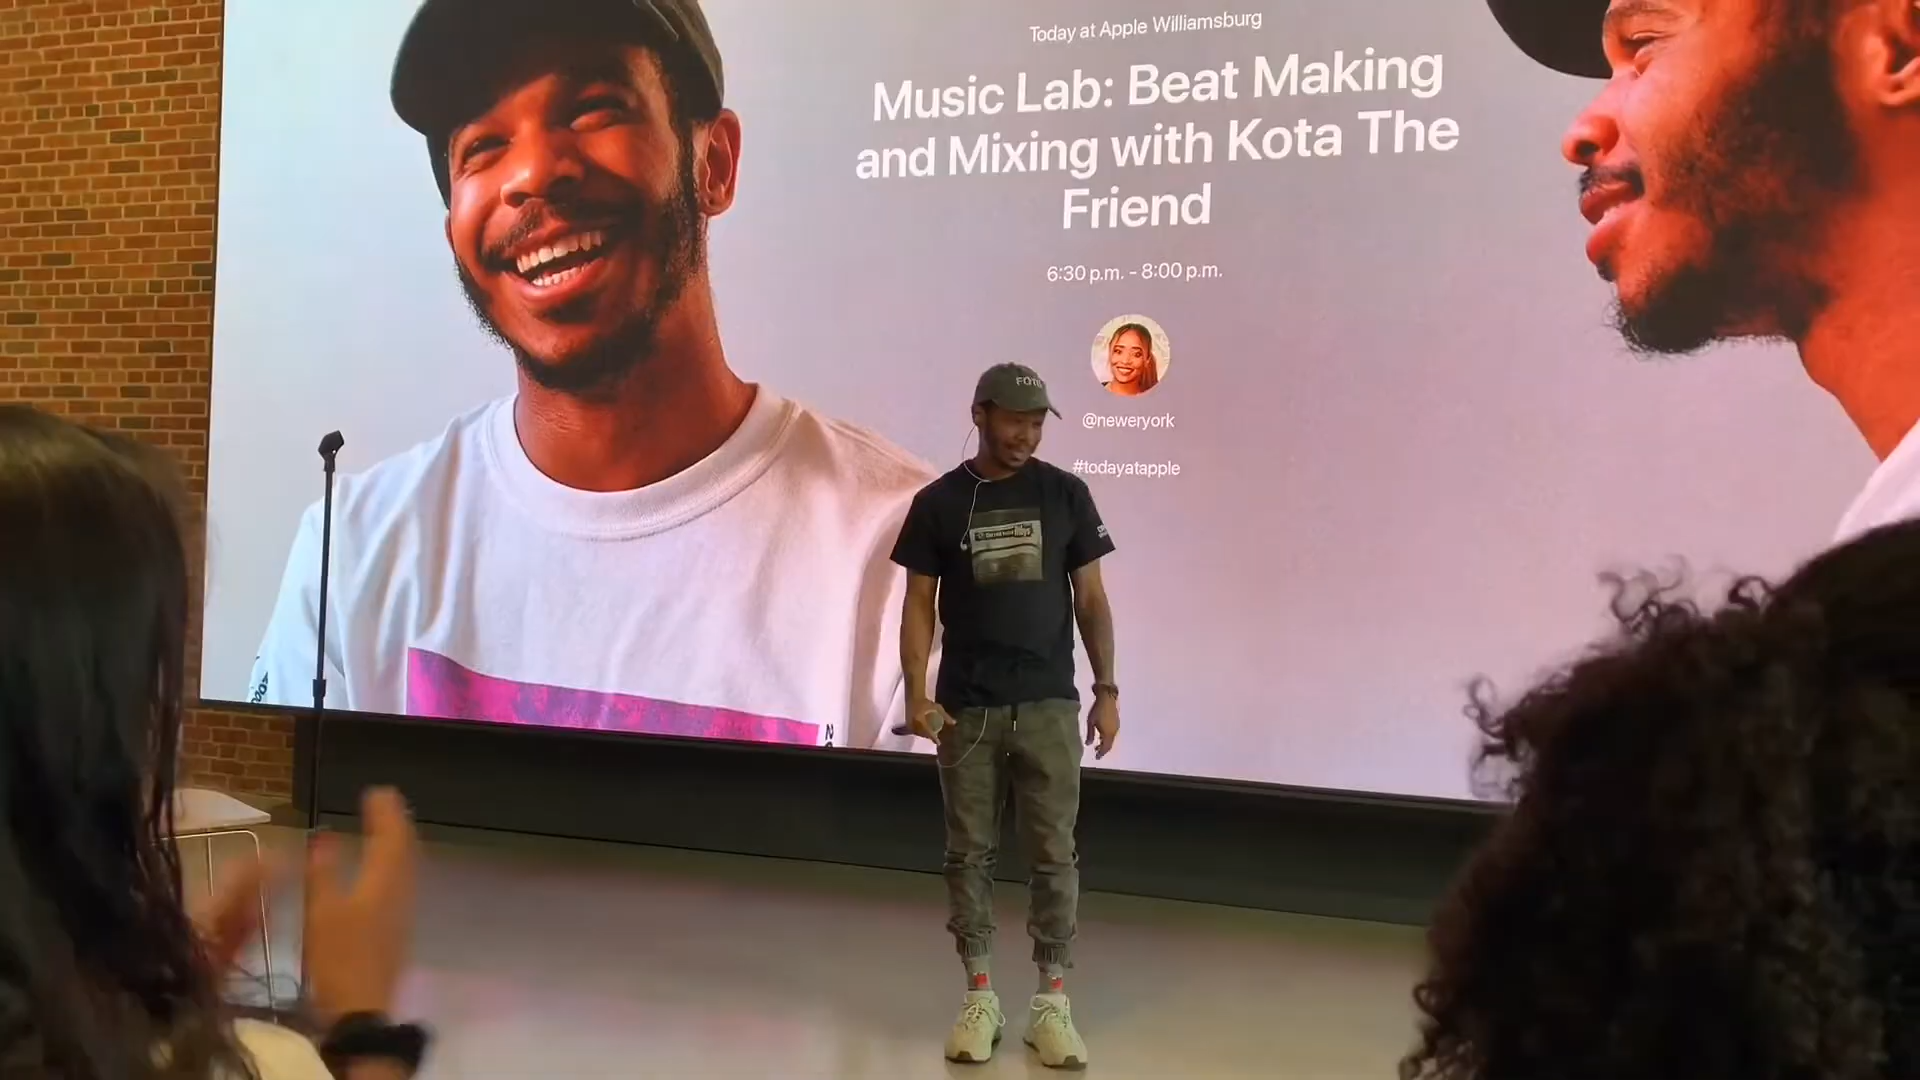 Today at Apple Williamsburg
Music Lab: Beat Making
and Mixing with Kota The
Friend
6:30 p.m. - 8:00 p.m.
@neweryork
#todayatapple